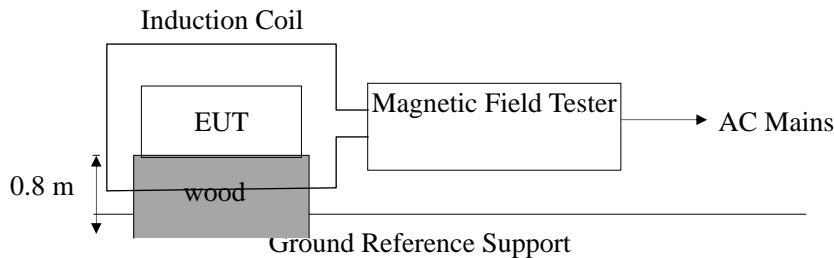 Induction Coil
EUT
Magnetic Field Tester
AC Mains
0.8 m
wood
Ground Reference Support